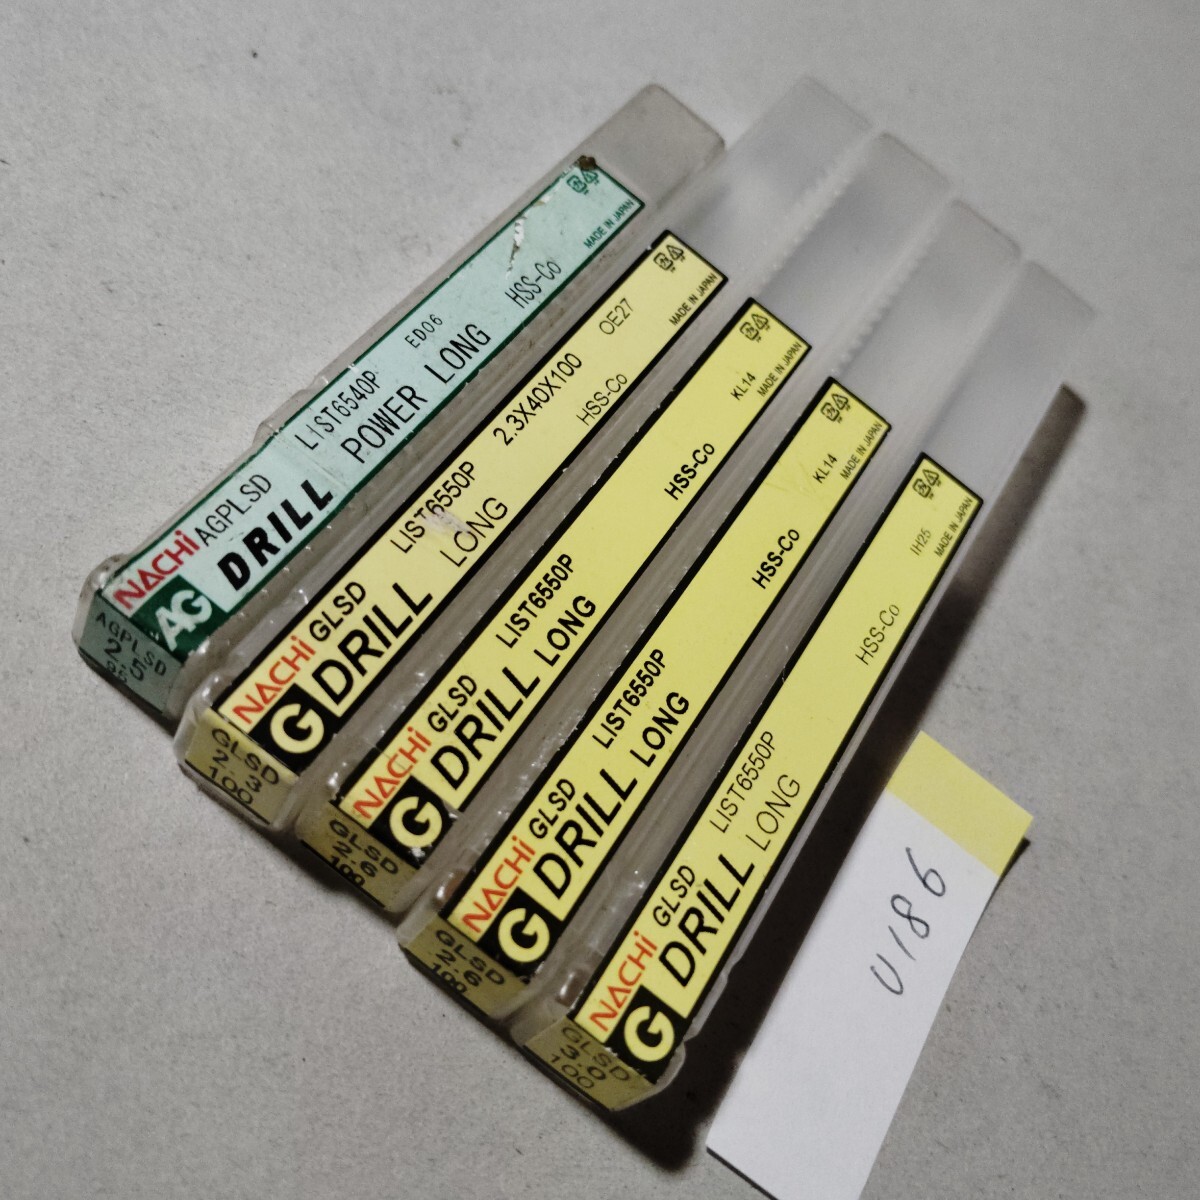 NACHi AGPLSD LIST6540P ED06
AG DRILL POWER LONG HSS-Co
MADE IN JAPAN
AGPLSD
2.5
95
NACHi GLSD LIST6550P 2.3X40X100 OE27
G DRILL LONG HSS-Co
MADE IN JAPAN
GLSD
2.3
100
NACHi GLSD LIST6550P KL14
G DRILL LONG HSS-Co
MADE IN JAPAN
GLSD
2.6
100
NACHi GLSD LIST6550P KL14
G DRILL LONG HSS-Co
MADE IN JAPAN
GLSD
2.6
100
NACHi GLSD LIST6550P IH25
G DRILL LONG HSS-Co
MADE IN JAPAN
GLSD
3.0
100
U186